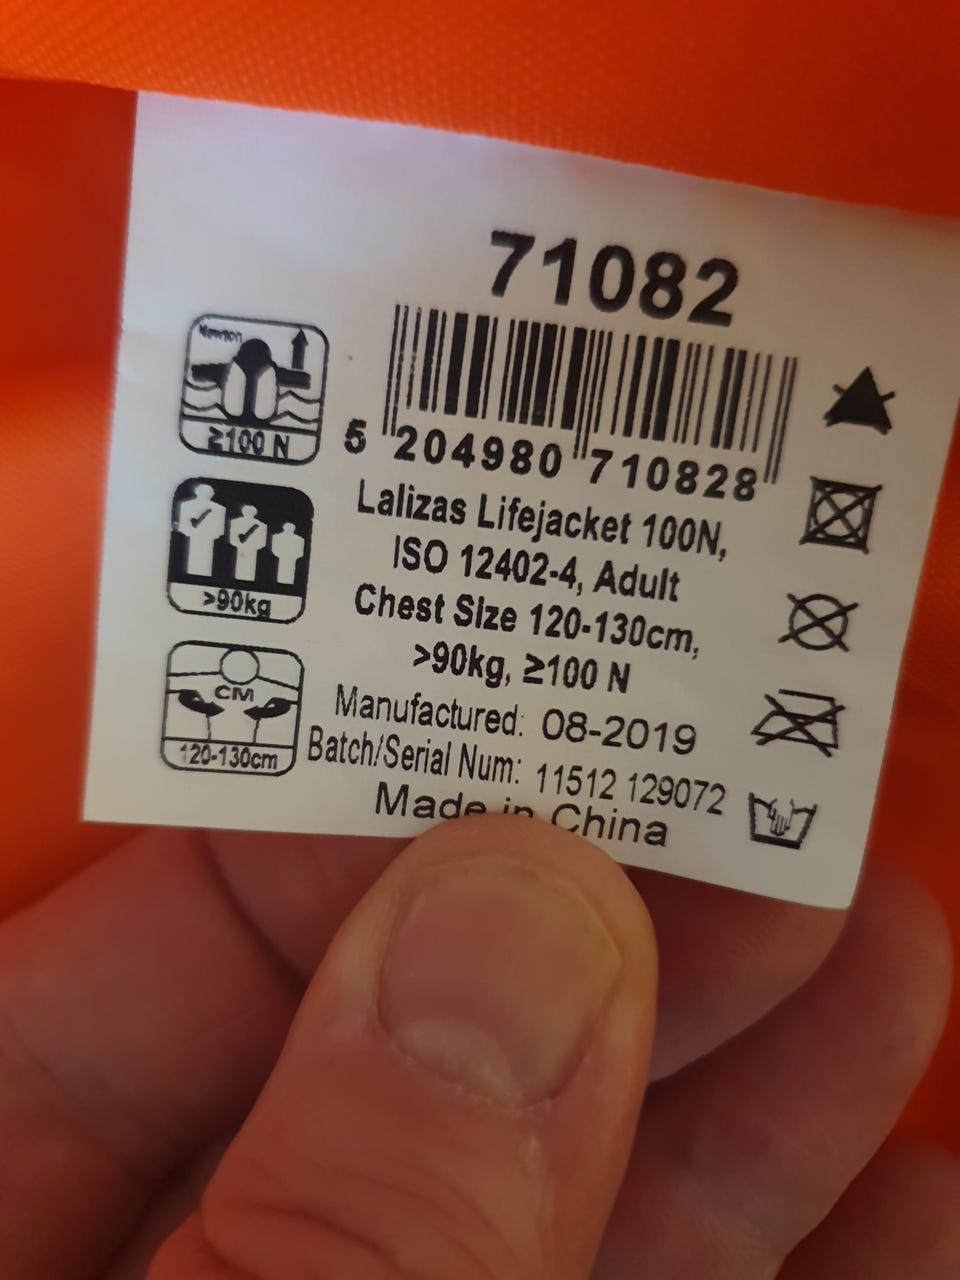 71082
5 204980 710828
Lalizas Lifejacket 100N,
ISO 12402-4, Adult
Chest Size 120-130cm,
>90kg, ≥100 N
Manufactured: 08-2019
Batch/Serial Num: 11512 129072
Made in China
Newton
≥100 N
>90kg
CM
120-130cm